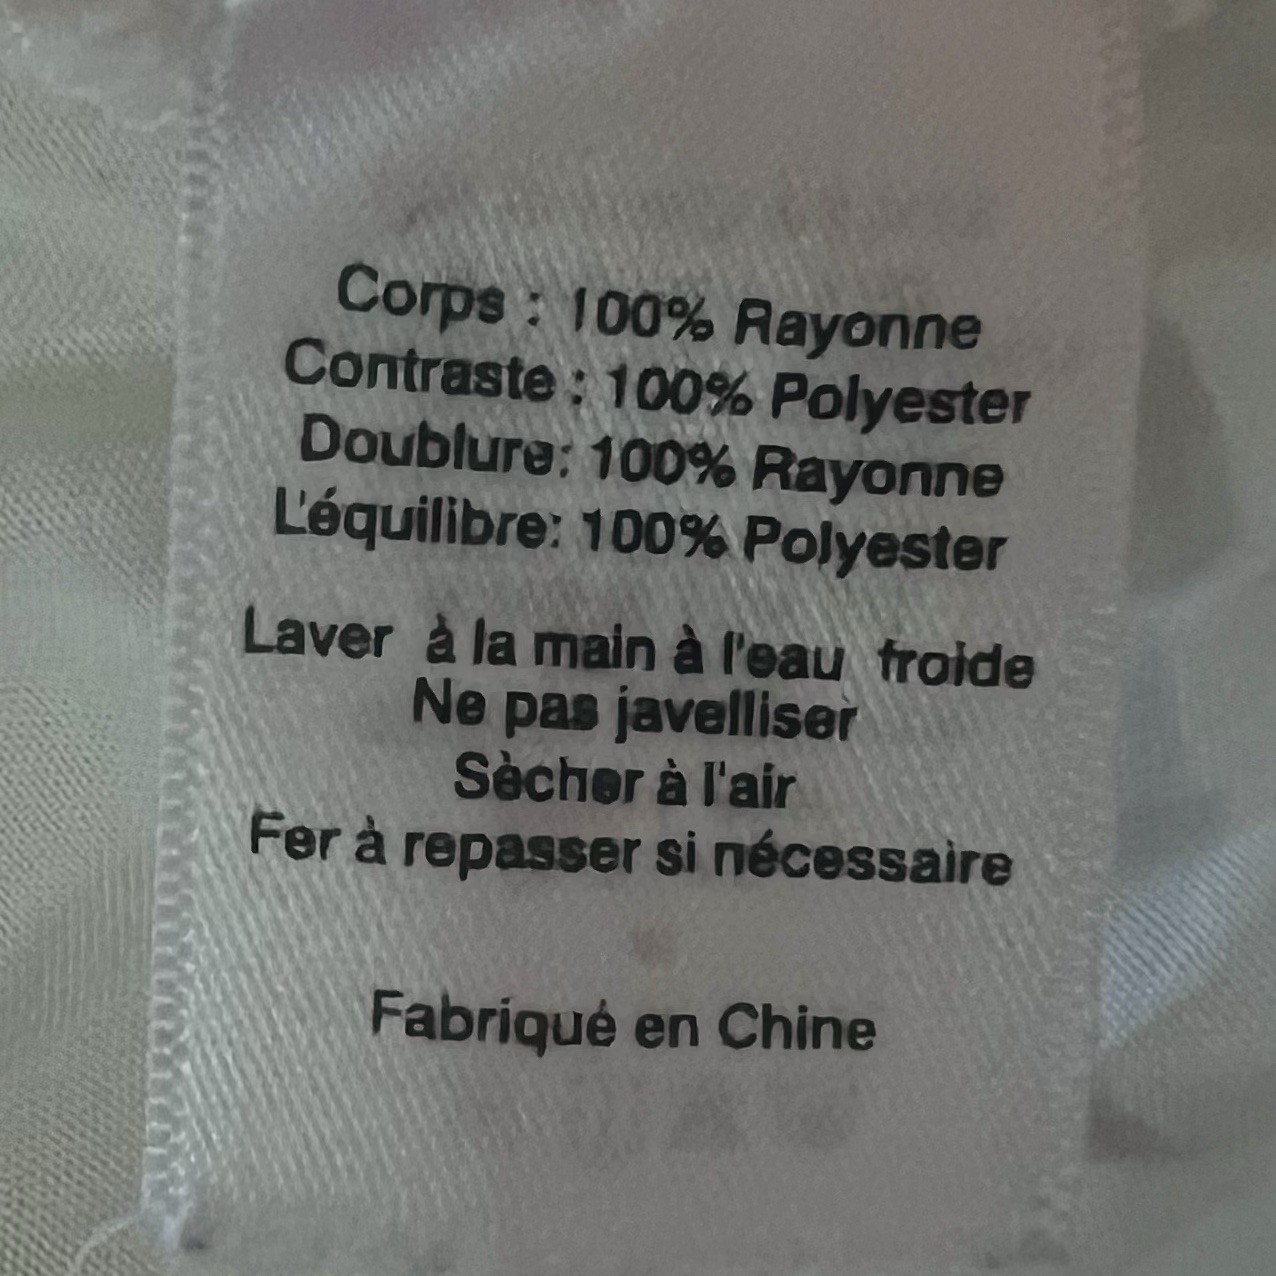 Corps : 100% Rayonne
Contraste : 100% Polyester
Doublure: 100% Rayonne
L'équilibre: 100% Polyester
Laver à la main à l'eau froide
Ne pas javelliser
Sècher à l'air
Fer à repasser si nécessaire
Fabriqué en Chine